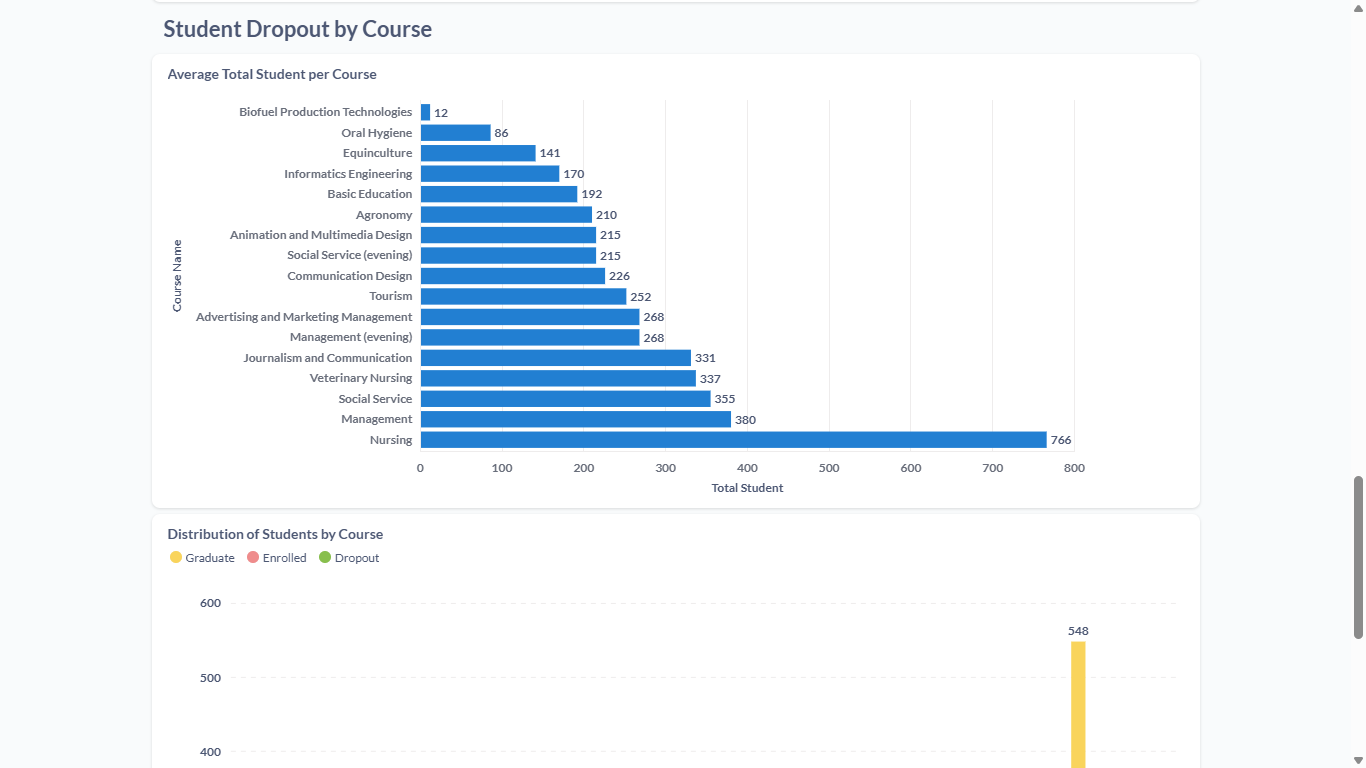 Student Dropout by Course
Average Total Student per Course
Course Name
Biofuel Production Technologies 12
Oral Hygiene 86
Equinculture 141
Informatics Engineering 170
Basic Education 192
Agronomy 210
Animation and Multimedia Design 215
Social Service (evening) 215
Communication Design 226
Tourism 252
Advertising and Marketing Management 268
Management (evening) 268
Journalism and Communication 331
Veterinary Nursing 337
Social Service 355
Management 380
Nursing 766
0 100 200 300 400 500 600 700 800
Total Student
Distribution of Students by Course
Graduate Enrolled Dropout
600
548
500
400